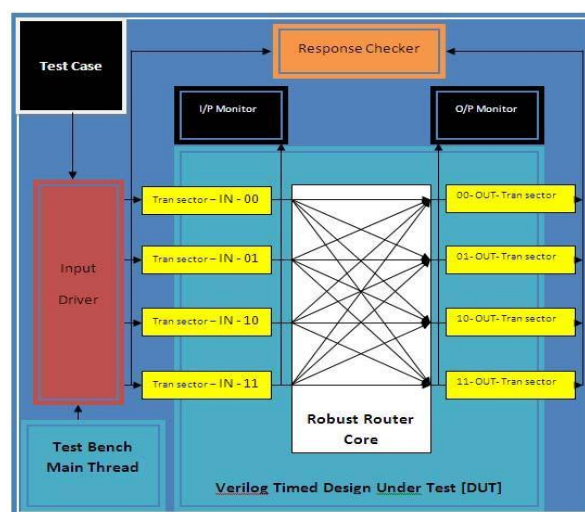 Test Case
Response Checker
I/P Monitor
O/P Monitor
Input
Driver
Tran sector – IN - 00
Tran sector – IN - 01
Tran sector – IN - 10
Tran sector – IN - 11
00- OUT- Tran sector
01- OUT- Tran sector
10- OUT- Tran sector
11- OUT- Tran sector
Robust Router
Core
Test Bench
Main Thread
Verilog Timed Design Under Test [DUT]